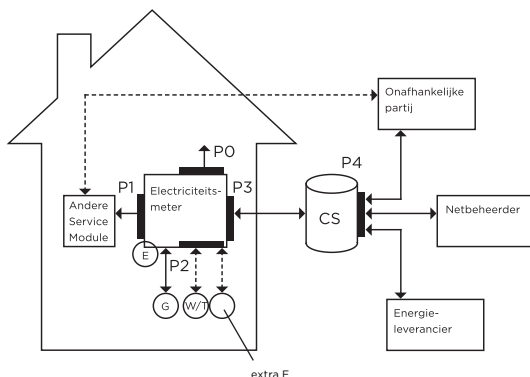 Onafhankelijke
partij
P0
P4
P1
Electriciteits-
meter
P3
Andere
Service
Module
CS
Netbeheerder
E
P2
G
W/T
Energie-
leverancier
extra E